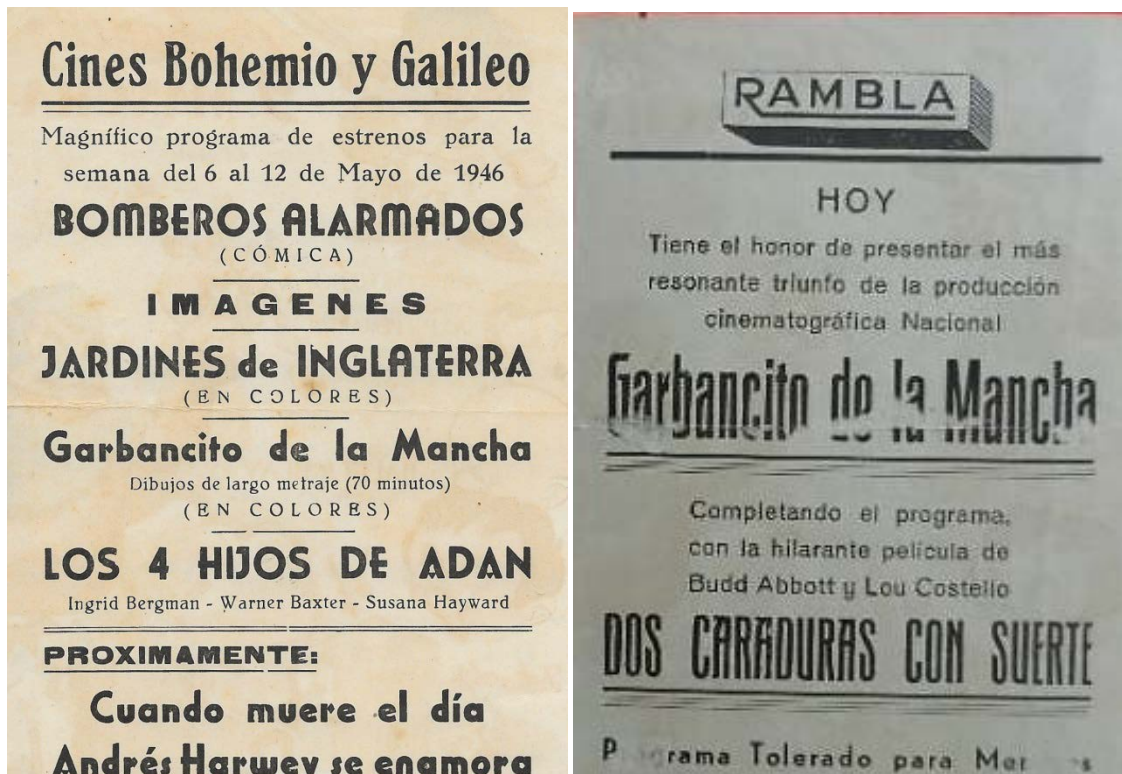 Cines Bohemio y Galileo
Magnífico programa de estrenos para la
semana del 6 al 12 de Mayo de 1946
BOMBEROS ALARMADOS
(CÓMICA)
IMAGENES
JARDINES de INGLATERRA
(EN COLORES)
Garbancito de la Mancha
Dibujos de largo metraje (70 minutos)
(EN COLORES)
LOS 4 HIJOS DE ADAN
Ingrid Bergman - Warner Baxter - Susana Hayward
PROXIMAMENTE:
Cuando muere el día
Andrés Harwey se enamora
RAMBLA
HOY
Tiene el honor de presentar el más
resonante triunfo de la producción
cinematográfica Nacional
Garbancito de la Mancha
Completando el programa,
con la hilarante película de
Budd Abbott y Lou Costello
DOS CARADURAS CON SUERTE
Tolerado para